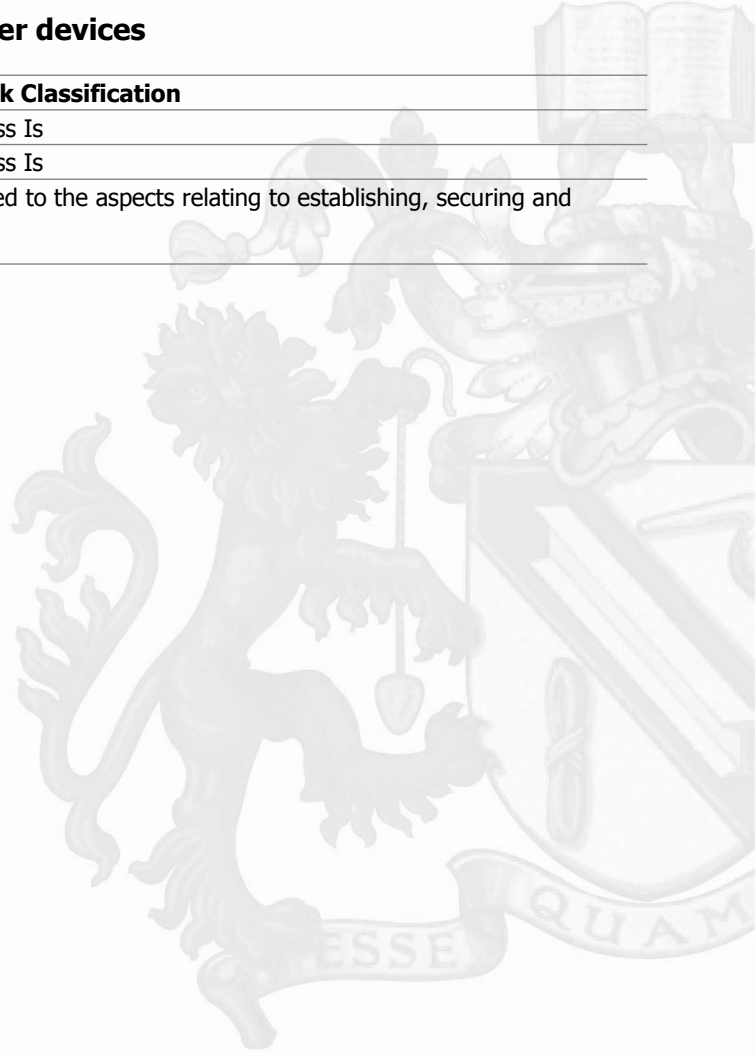 er devices
k Classification
ss Is
ss Is
ed to the aspects relating to establishing, securing and
ESSE
QUAM